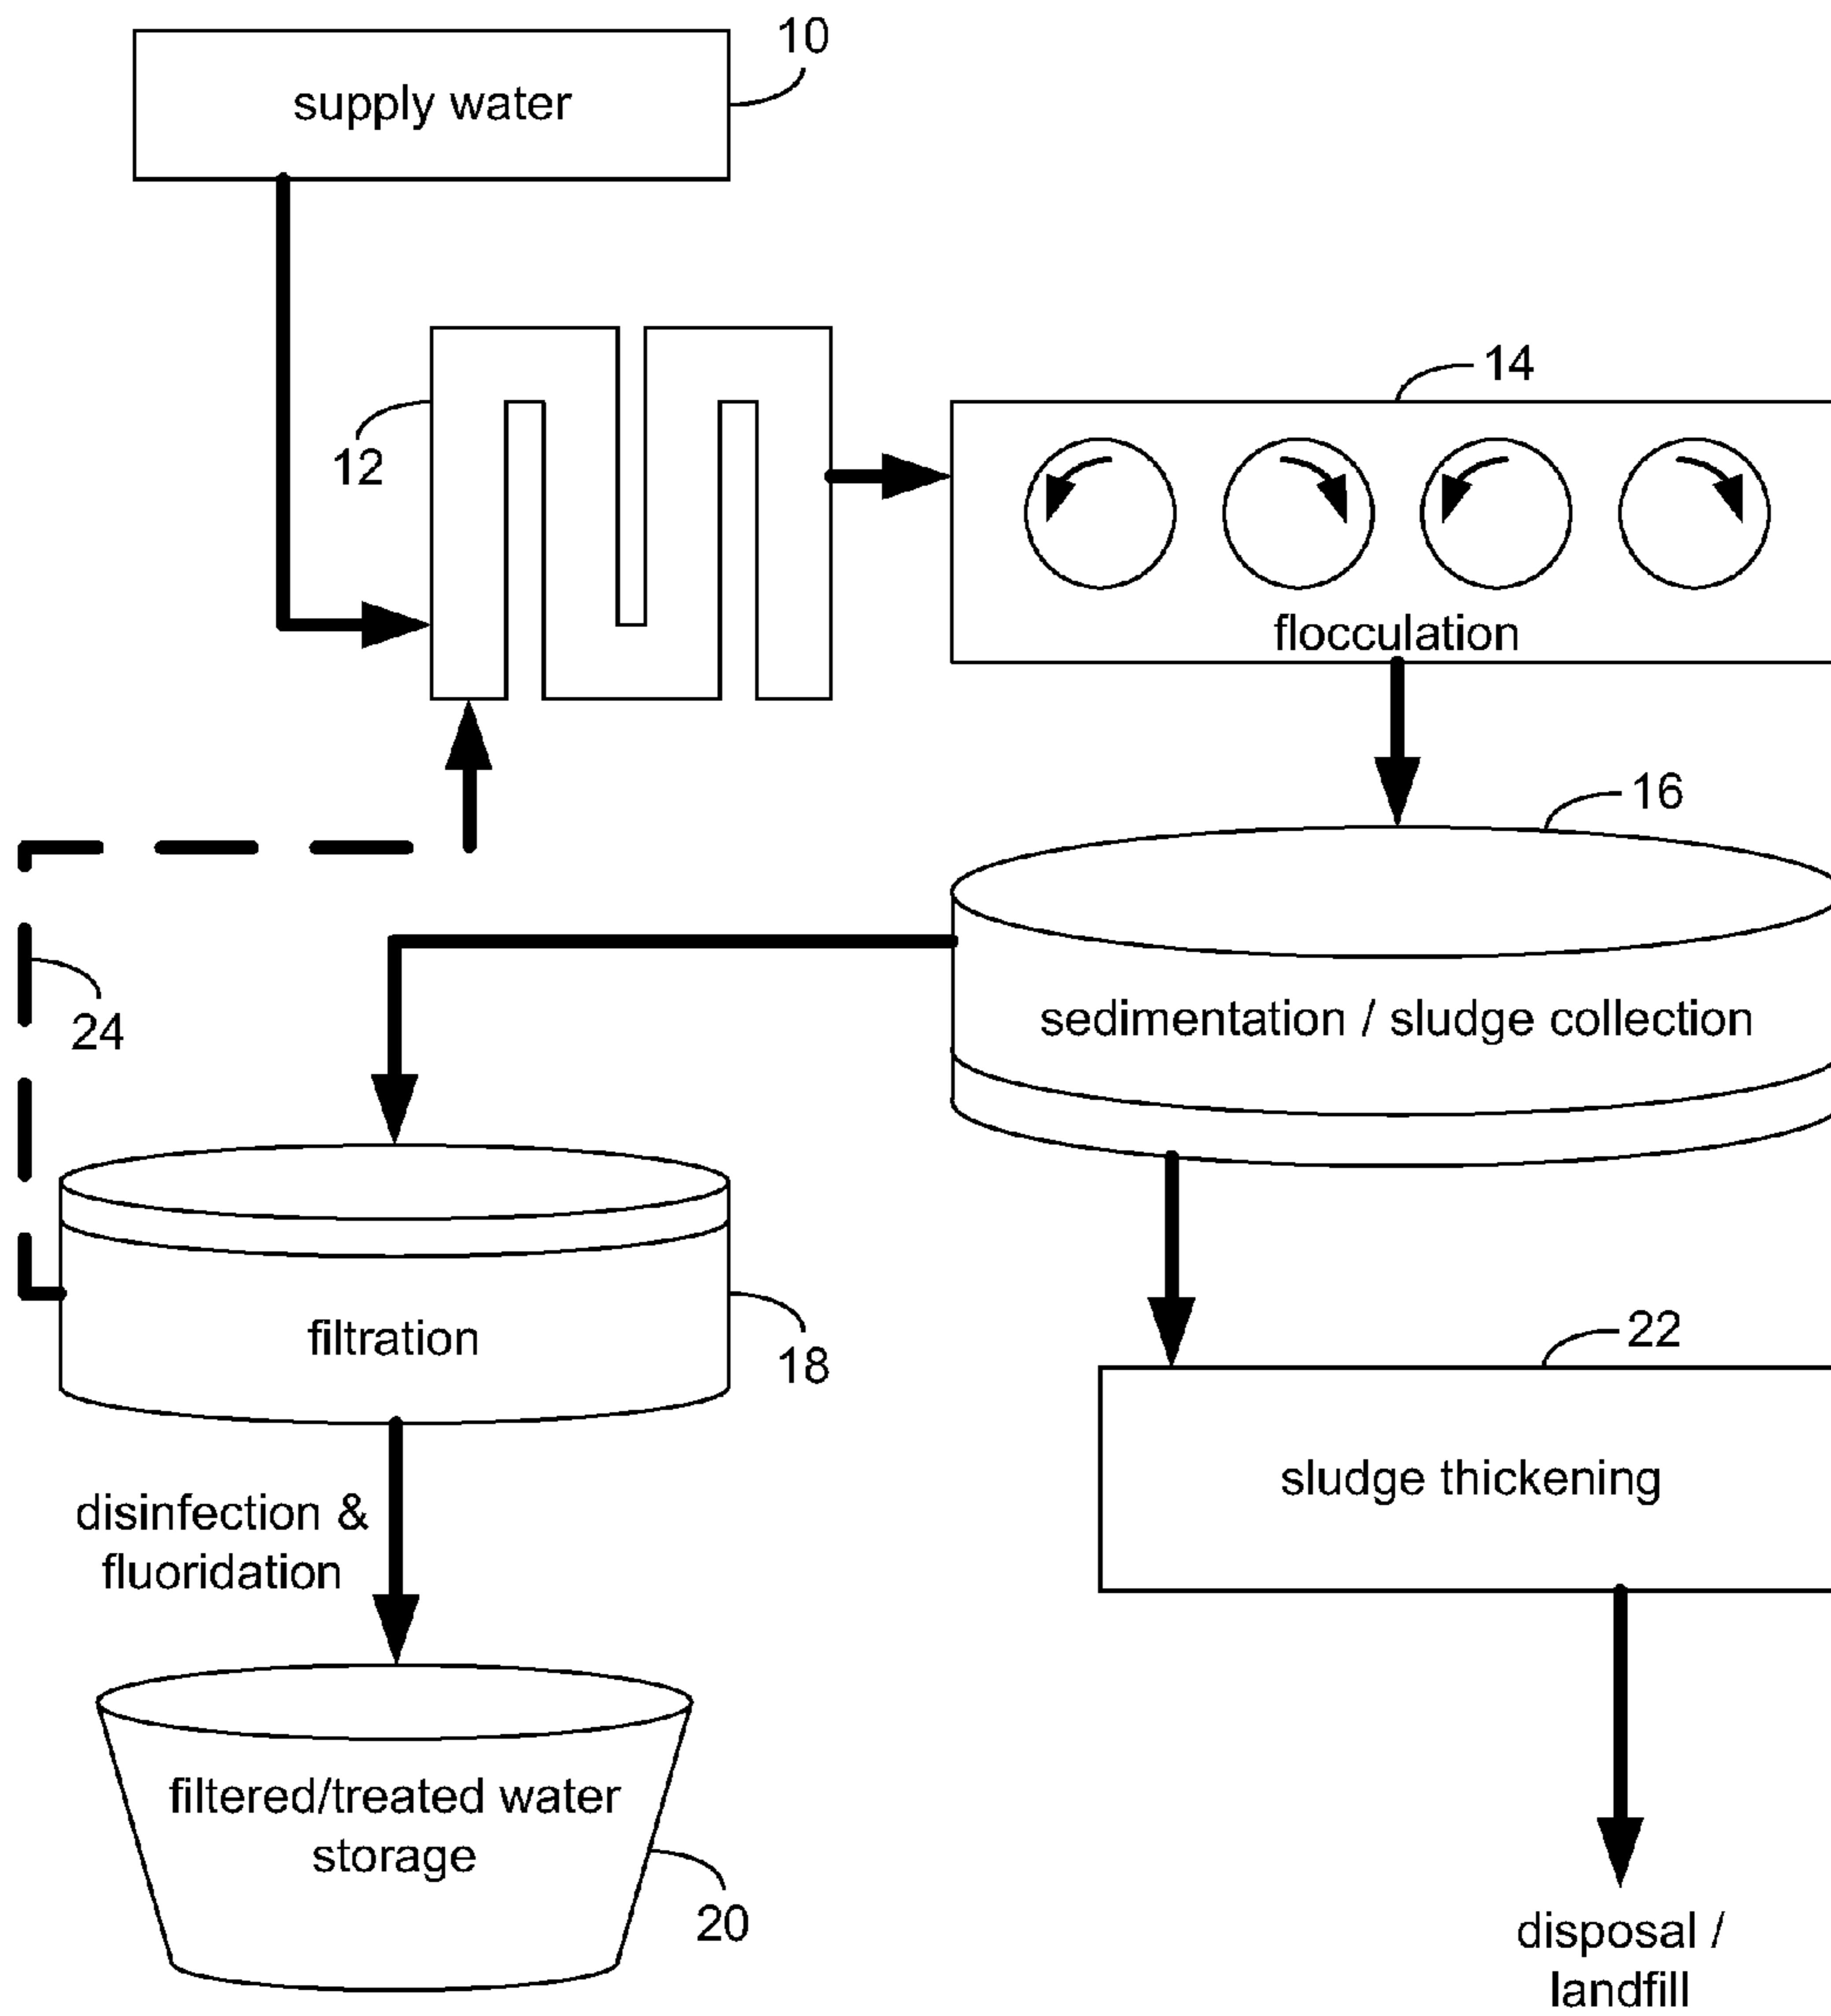 10
supply water
14
12
flocculation
16
24
sedimentation / sludge collection
filtration
18
22
sludge thickening
disinfection &
fluoridation
filtered/treated water
storage
20
disposal /
landfill